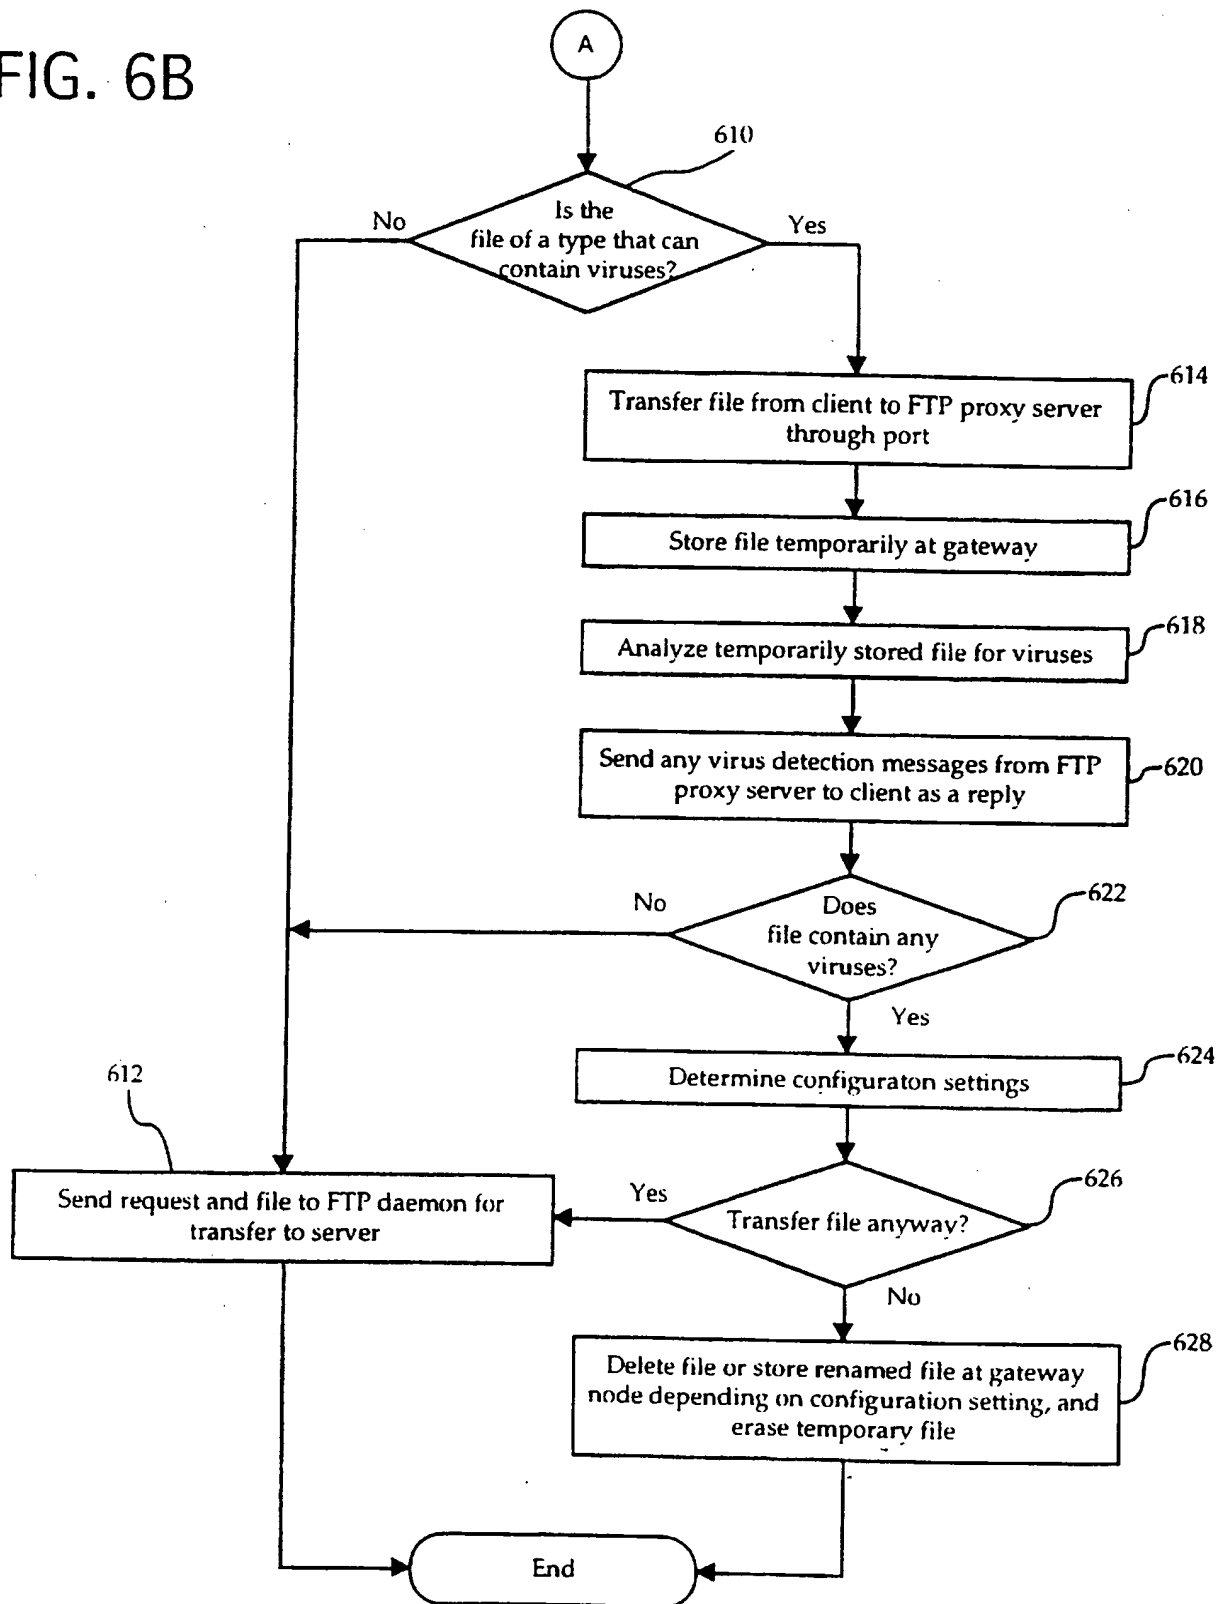 FIG. 6B
A
610
Is the
file of a type that can
contain viruses?
No
Yes
614
Transfer file from client to FTP proxy server
through port
616
Store file temporarily at gateway
618
Analyze temporarily stored file for viruses
620
Send any virus detection messages from FTP
proxy server to client as a reply
622
Does
file contain any
viruses?
No
Yes
624
Determine configuraton settings
612
Send request and file to FTP daemon for
transfer to server
626
Transfer file anyway?
Yes
No
628
Delete file or store renamed file at gateway
node depending on configuration setting, and
erase temporary file
End